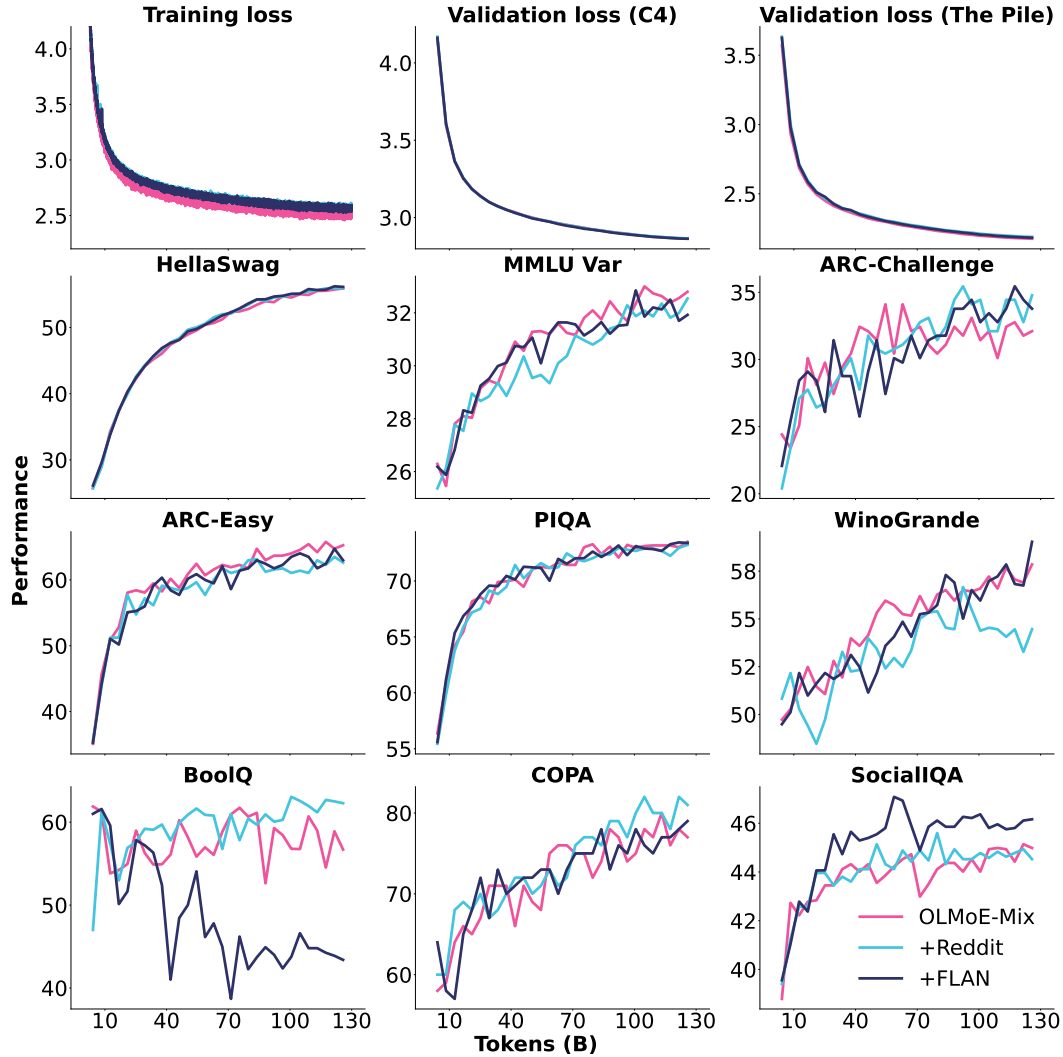 Training loss
Validation loss (C4)
Validation loss (The Pile)
4.0
3.5
3.0
2.5
4.0
3.5
3.0
3.5
3.0
2.5
HellaSwag
MMLU Var
ARC-Challenge
50
40
30
32
30
28
26
35
30
25
20
Performance
ARC-Easy
PIQA
WinoGrande
60
50
40
70
65
60
55
58
55
52
50
BoolQ
COPA
SocialIQA
60
50
40
80
70
60
46
44
42
40
OLMoE-Mix
+Reddit
+FLAN
10 40 70 100 130
10 40 70 100 130
10 40 70 100 130
Tokens (B)